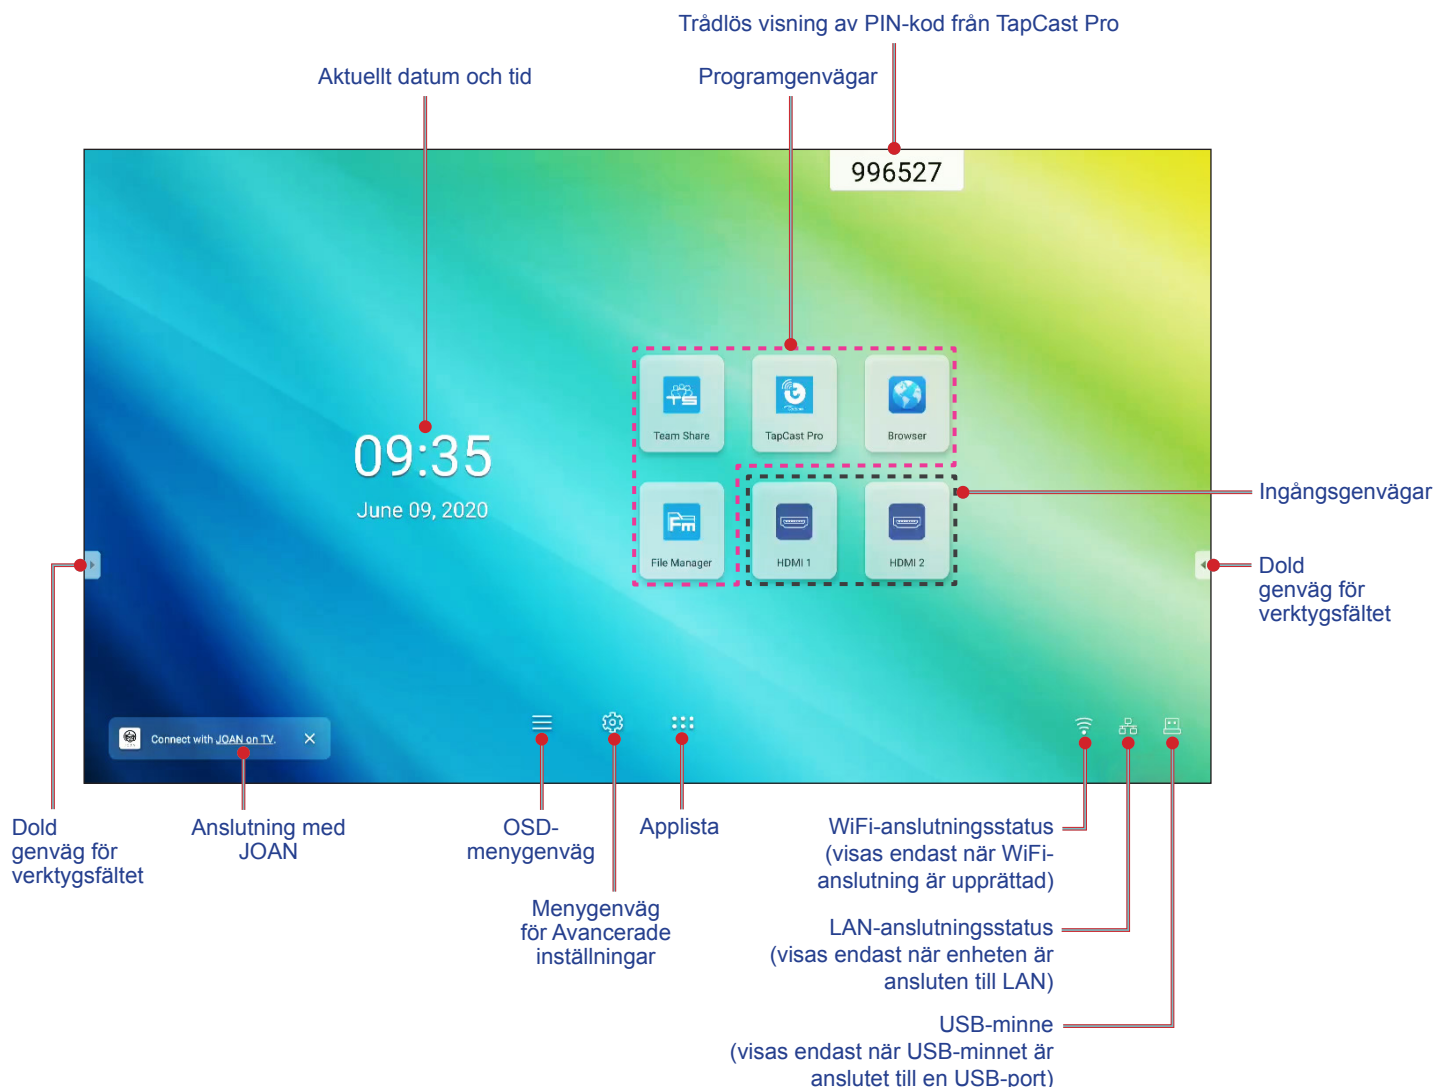 Trådlös visning av PIN-kod från TapCast Pro
Aktuellt datum och tid
Programgenvägar
996527
Team Share
TapCast Pro
Browser
09:35
June 09, 2020
File Manager
HDMI 1
HDMI 2
Ingångsgenvägar
Dold
genväg för
verktygsfältet
Connect with JOAN on TV.
Dold
genväg för
verktygsfältet
Anslutning med
JOAN
OSD-
menygenväg
Applista
Menygenväg
för Avancerade
inställningar
WiFi-anslutningsstatus
(visas endast när WiFi-
anslutning är upprättad)
LAN-anslutningsstatus
(visas endast när enheten är
ansluten till LAN)
USB-minne
(visas endast när USB-minnet är
anslutet till en USB-port)